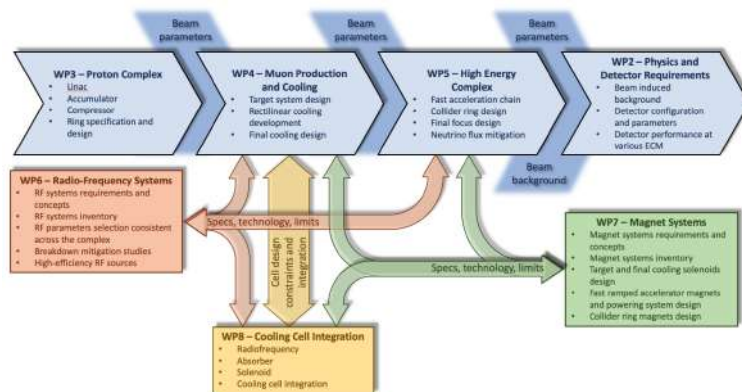 Beam
parameters
Beam
parameters
Beam
parameters
WP3 – Proton Complex
• Linac
• Accumulator
• Compressor
• Ring specification and
design
WP4 – Muon Production
and Cooling
• Target system design
• Rectilinear cooling
development
• Final cooling design
WP5 – High Energy
Complex
• Fast acceleration chain
• Collider ring design
• Final focus design
• Neutrino flux mitigation
WP2 – Physics and
Detector Requirements
• Beam induced
background
• Detector configuration
and parameters
• Detector performance at
various ECM
Beam
background
WP6 – Radio-Frequency Systems
• RF systems requirements and
concepts
• RF systems inventory
• RF parameters selection consistent
across the complex
• Breakdown mitigation studies
• High-efficiency RF sources
Specs, technology, limits
Cell design
constraints and
integration
Specs, technology, limits
WP7 – Magnet Systems
• Magnet systems requirements and
concepts
• Magnet systems inventory
• Target and final cooling solenoids
design
• Fast ramped accelerator magnets
and powering system design
• Collider ring magnets design
WP8 – Cooling Cell Integration
• Radiofrequency
• Absorber
• Solenoid
• Cooling cell integration